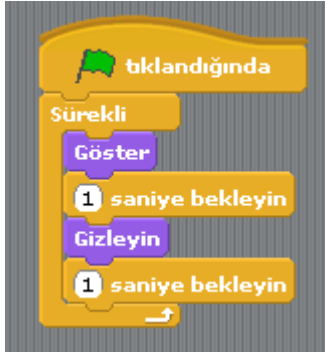 tıklandığında
Sürekli
Göster
1 saniye bekleyin
Gizleyin
1 saniye bekleyin